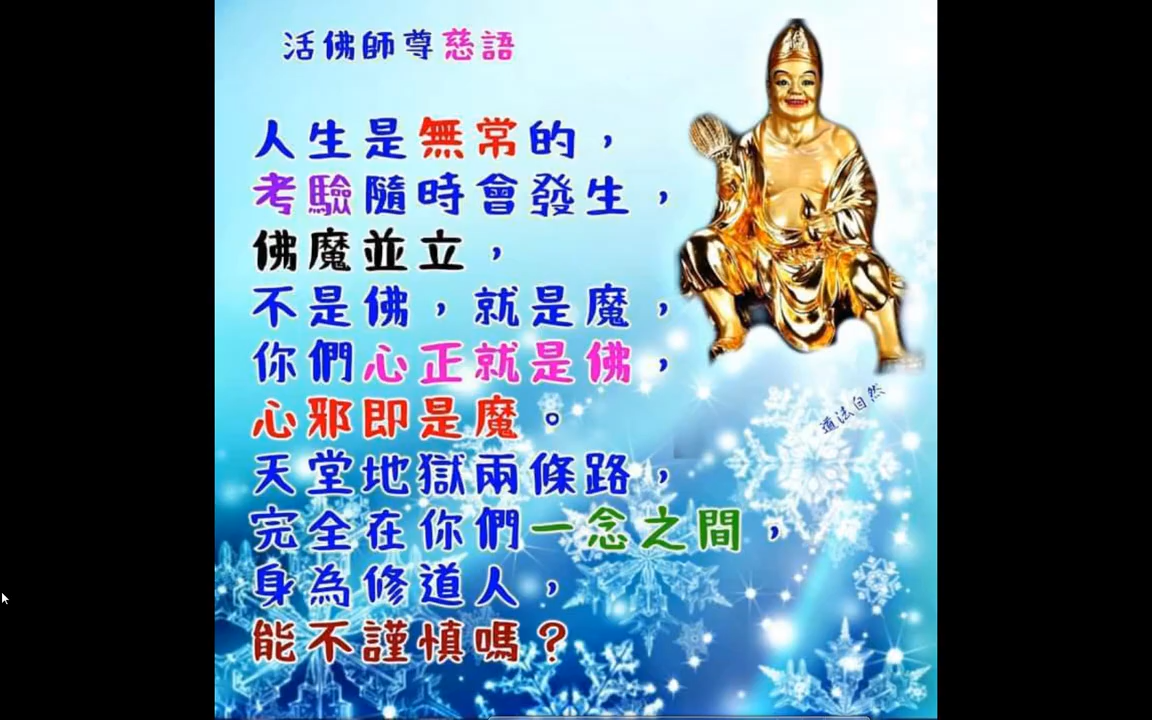 活佛師尊慈語
人生是無常的，
考驗隨時會發生，
佛魔並立，
不是佛，就是魔，
你們心正就是佛，
心邪即是魔。
天堂地獄兩條路，
完全在你們一念之間，
身為修道人，
能不謹慎嗎？
道法自然